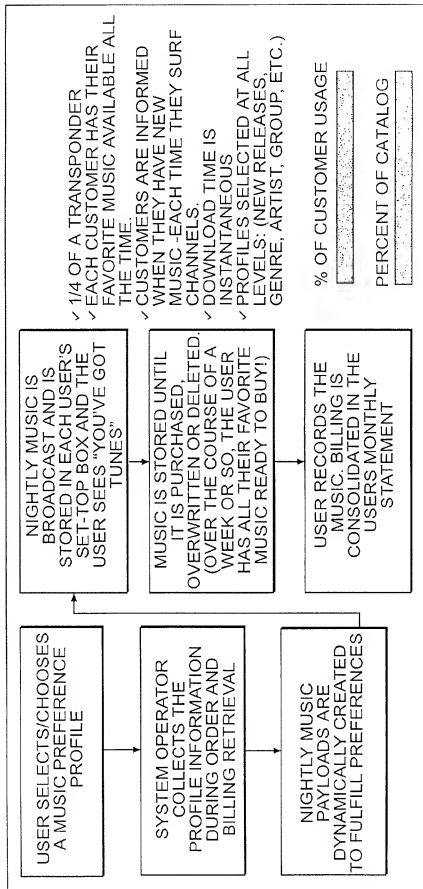 USER SELECTS/CHOOSES
A MUSIC PREFERENCE
PROFILE
SYSTEM OPERATOR
COLLECTS THE
PROFILE INFORMATION
DURING ORDER AND
BILLING RETRIEVAL
NIGHTLY MUSIC
PAYLOADS ARE
DYNAMICALLY CREATED
TO FULFILL PREFERENCES
NIGHTLY MUSIC IS
BROADCAST AND IS
STORED IN EACH USER'S
SET-TOP BOX AND THE
USER SEES "YOU'VE GOT
TUNES"
MUSIC IS STORED UNTIL
IT IS PURCHASED,
OVERWRITTEN OR DELETED.
(OVER THE COURSE OF A
WEEK OR SO, THE USER
HAS ALL THEIR FAVORITE
MUSIC READY TO BUY!)
USER RECORDS THE
MUSIC. BILLING IS
CONSOLIDATED IN THE
USERS MONTHLY
STATEMENT
✓ 1/4 OF A TRANSPONDER
✓ EACH CUSTOMER HAS THEIR
FAVORITE MUSIC AVAILABLE ALL
THE TIME.
✓ CUSTOMERS ARE INFORMED
WHEN THEY HAVE NEW
MUSIC -EACH TIME THEY SURF
CHANNELS.
✓ DOWNLOAD TIME IS
INSTANTANEOUS
✓ PROFILES SELECTED AT ALL
LEVELS: (NEW RELEASES,
GENRE, ARTIST, GROUP, ETC.)
% OF CUSTOMER USAGE
PERCENT OF CATALOG